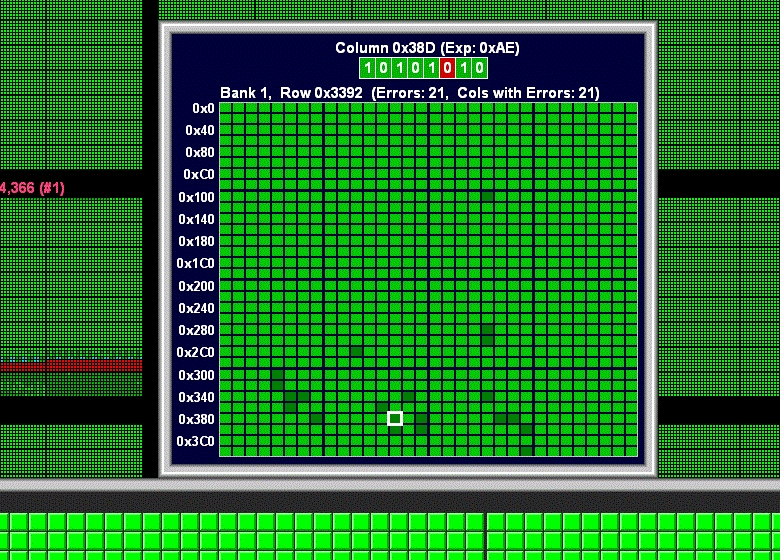 Column 0x38D (Exp: 0xAE)
1 0 1 0 1 0 1 0
Bank 1, Row 0x3392 (Errors: 21, Cols with Errors: 21)
0x0
0x40
0x80
0xC0
4,366 (#1)
0x100
0x140
0x180
0x1C0
0x200
0x240
0x280
0x2C0
0x300
0x340
0x380
0x3C0